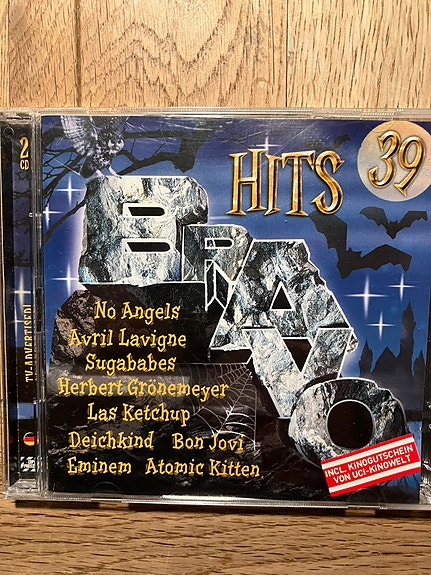 2
CD
TV-ADVERTISED!
HITS 39
BRAVO
No Angels
Avril Lavigne
Sugababes
Herbert Grönemeyer
Las Ketchup
Deichkind Bon Jovi
Eminem Atomic Kitten
INCL. KINOGUTSCHEIN
VON UCI-KINOWELT